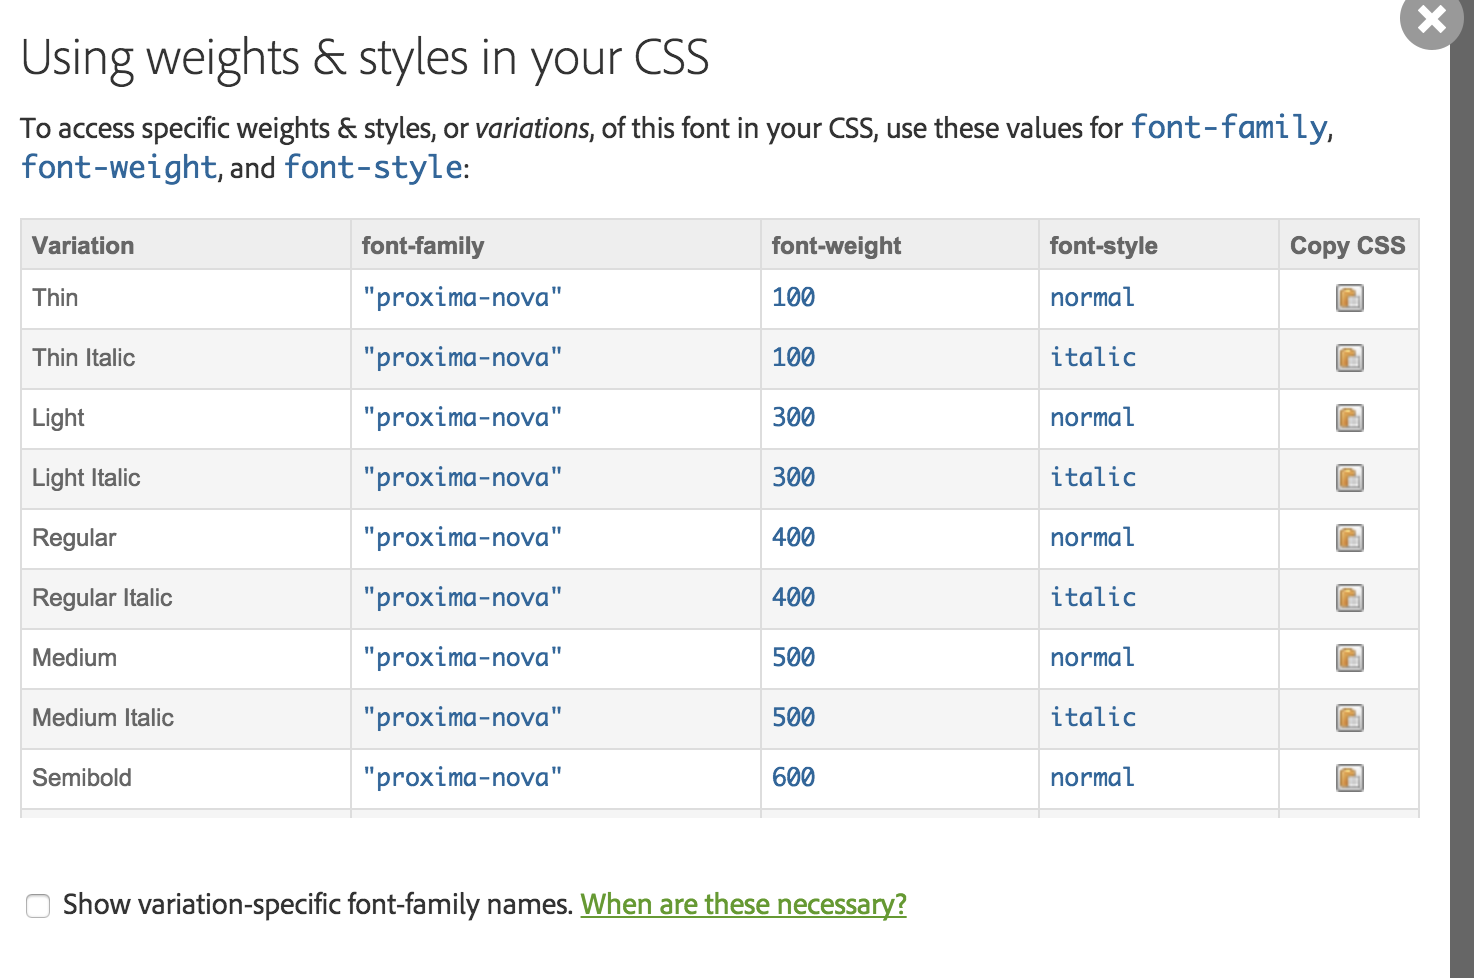 Using weights & styles in your CSS
To access specific weights & styles, or variations, of this font in your CSS, use these values for font-family,
font-weight, and font-style:
Variation font-family font-weight font-style Copy CSS
Thin "proxima-nova" 100 normal
Thin Italic "proxima-nova" 100 italic
Light "proxima-nova" 300 normal
Light Italic "proxima-nova" 300 italic
Regular "proxima-nova" 400 normal
Regular Italic "proxima-nova" 400 italic
Medium "proxima-nova" 500 normal
Medium Italic "proxima-nova" 500 italic
Semibold "proxima-nova" 600 normal
Show variation-specific font-family names. When are these necessary?